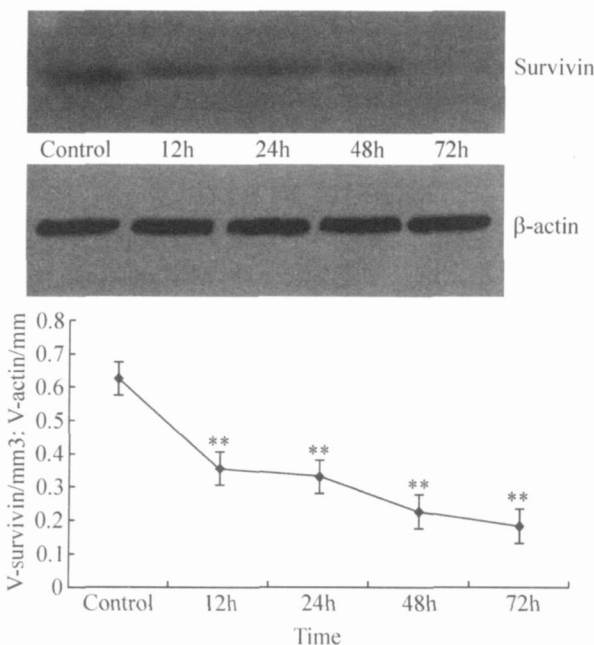 Survivin
Control 12h 24h 48h 72h
β-actin
V-survivin/mm3: V-actin/mm
0.8
0.7
0.6
0.5
0.4
0.3
0.2
0.1
0
** ** ** **
Control 12h 24h 48h 72h
Time